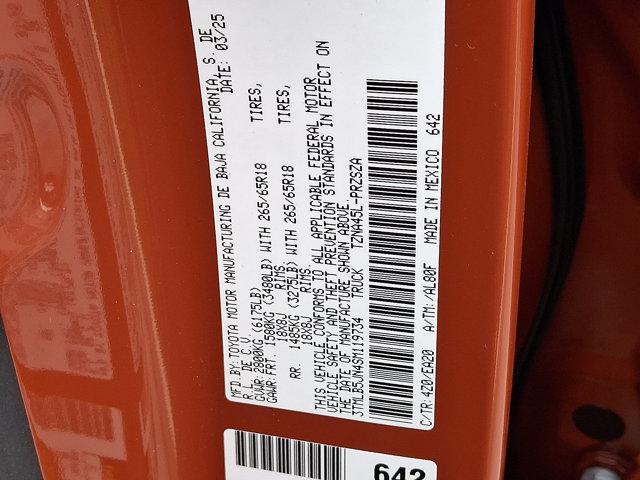 MFD. BY: TOYOTA MOTOR MANUFACTURING DE BAJA CALIFORNIA, S. DE
R. L. DE C.V. DATE: 03/25
GVWR: 2800KG (6175LB)
GAWR: FRT. 1580KG (3480LB) WITH 265/65R18 TIRES,
18X8J RIMS
RR. 1485KG (3275LB) WITH 265/65R18 TIRES,
18X8J RIMS.
THIS VEHICLE CONFORMS TO ALL APPLICABLE FEDERAL MOTOR
VEHICLE SAFETY AND THEFT PREVENTION STANDARDS IN EFFECT ON
THE DATE OF MANUFACTURE SHOWN ABOVE.
3TMLB5JN4SM119734 TRUCK TZNA45L-PRZSZA
C/TR: 4Z0/EA20 A/TM: /AL80F MADE IN MEXICO 642
642